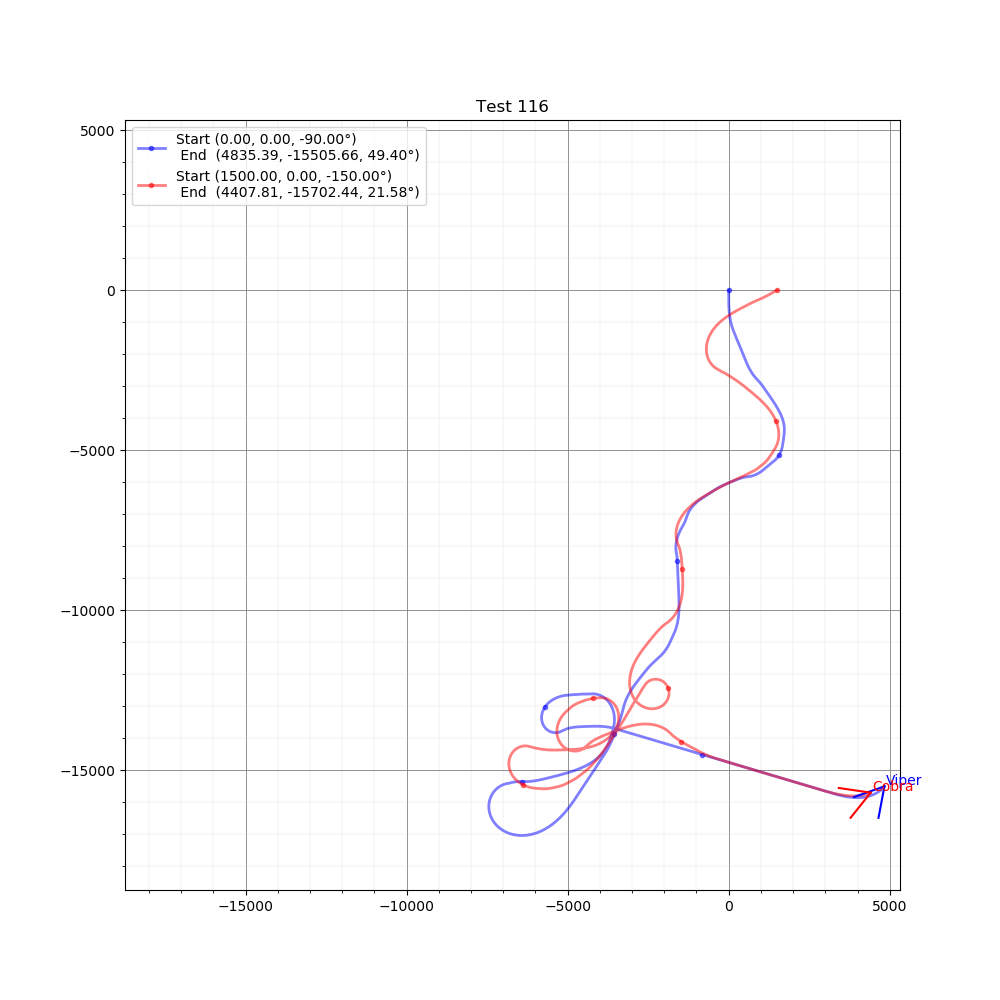 Test 116
Start (0.00, 0.00, -90.00°)
End (4835.39, -15505.66, 49.40°)
Start (1500.00, 0.00, -150.00°)
End (4407.81, -15702.44, 21.58°)
5000
0
−5000
−10000
−15000
Viper
Cobra
−15000
−10000
−5000
0
5000